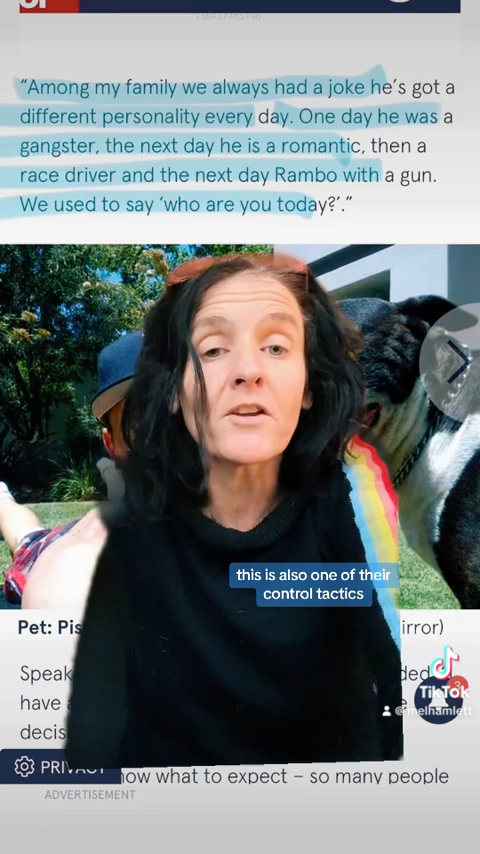 "Among my family we always had a joke he's got a
different personality every day. One day he was a
gangster, the next day he is a romantic, then a
race driver and the next day Rambo with a gun.
We used to say 'who are you today?'."
this is also one of their
control tactics
Pet: Pis
irror)
Speak
ded
have a
decis
TikTok
@melhamlett
PRIVACY
now what to expect – so many people
ADVERTISEMENT